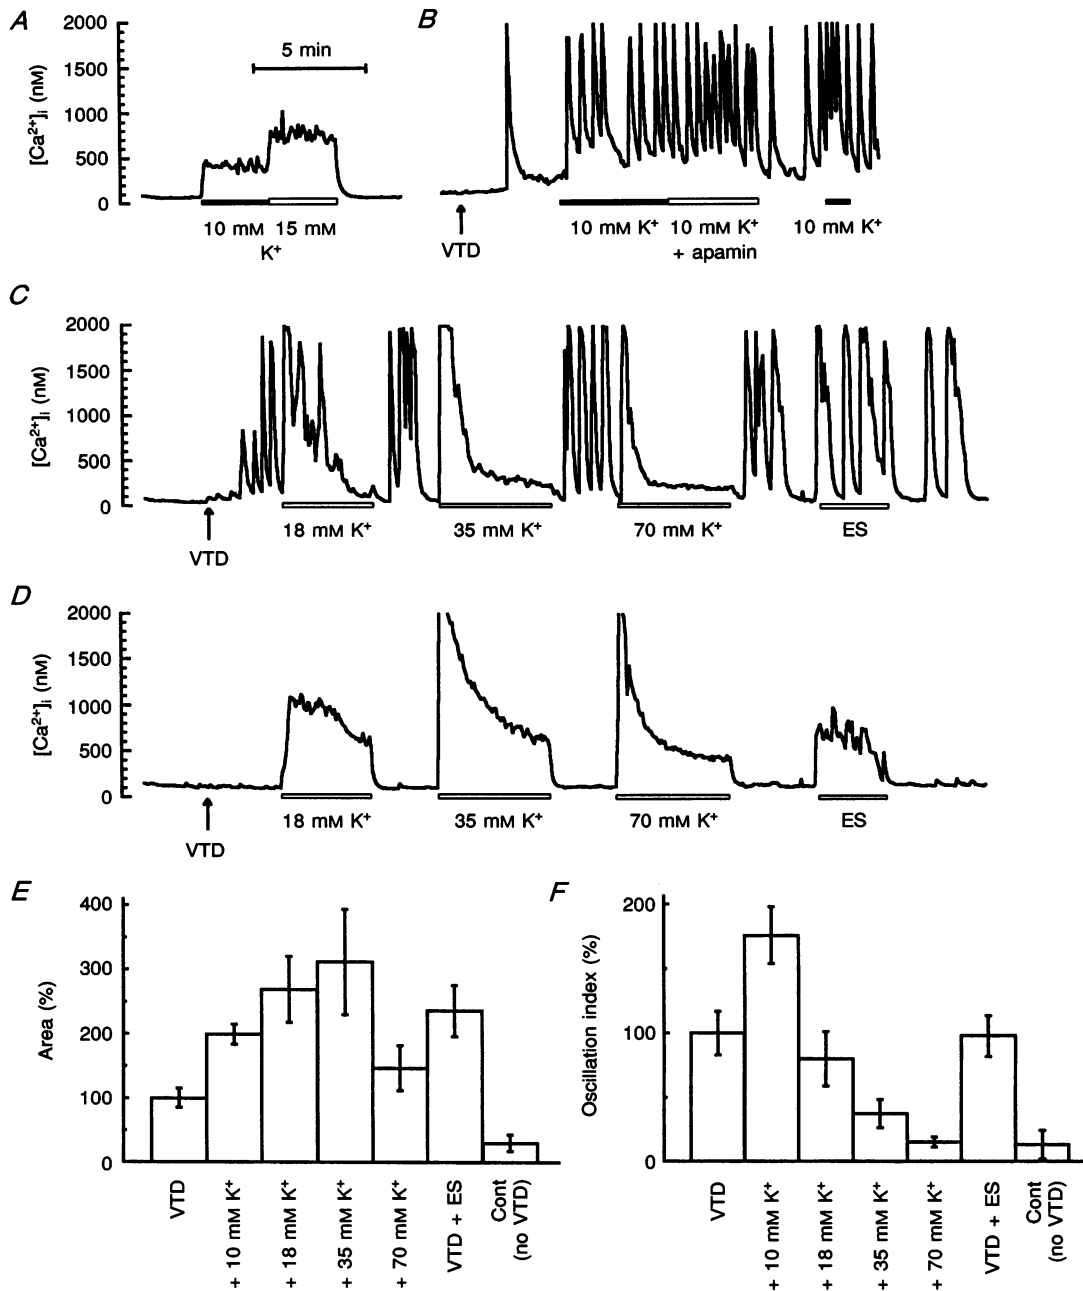 A
2000
1500
1000
500
0
[Ca²⁺]ᵢ (nM)
5 min
10 mM
15 mM
K⁺
B
VTD
10 mM K⁺
10 mM K⁺
+ apamin
10 mM K⁺
C
2000
1500
1000
500
0
[Ca²⁺]ᵢ (nM)
VTD
18 mM K⁺
35 mM K⁺
70 mM K⁺
ES
D
2000
1500
1000
500
0
[Ca²⁺]ᵢ (nM)
VTD
18 mM K⁺
35 mM K⁺
70 mM K⁺
ES
E
400
300
200
100
0
Area (%)
VTD
+ 10 mM K⁺
+ 18 mM K⁺
+ 35 mM K⁺
+ 70 mM K⁺
VTD + ES
Cont
(no VTD)
F
200
100
0
Oscillation index (%)
VTD
+ 10 mM K⁺
+ 18 mM K⁺
+ 35 mM K⁺
+ 70 mM K⁺
VTD + ES
Cont
(no VTD)